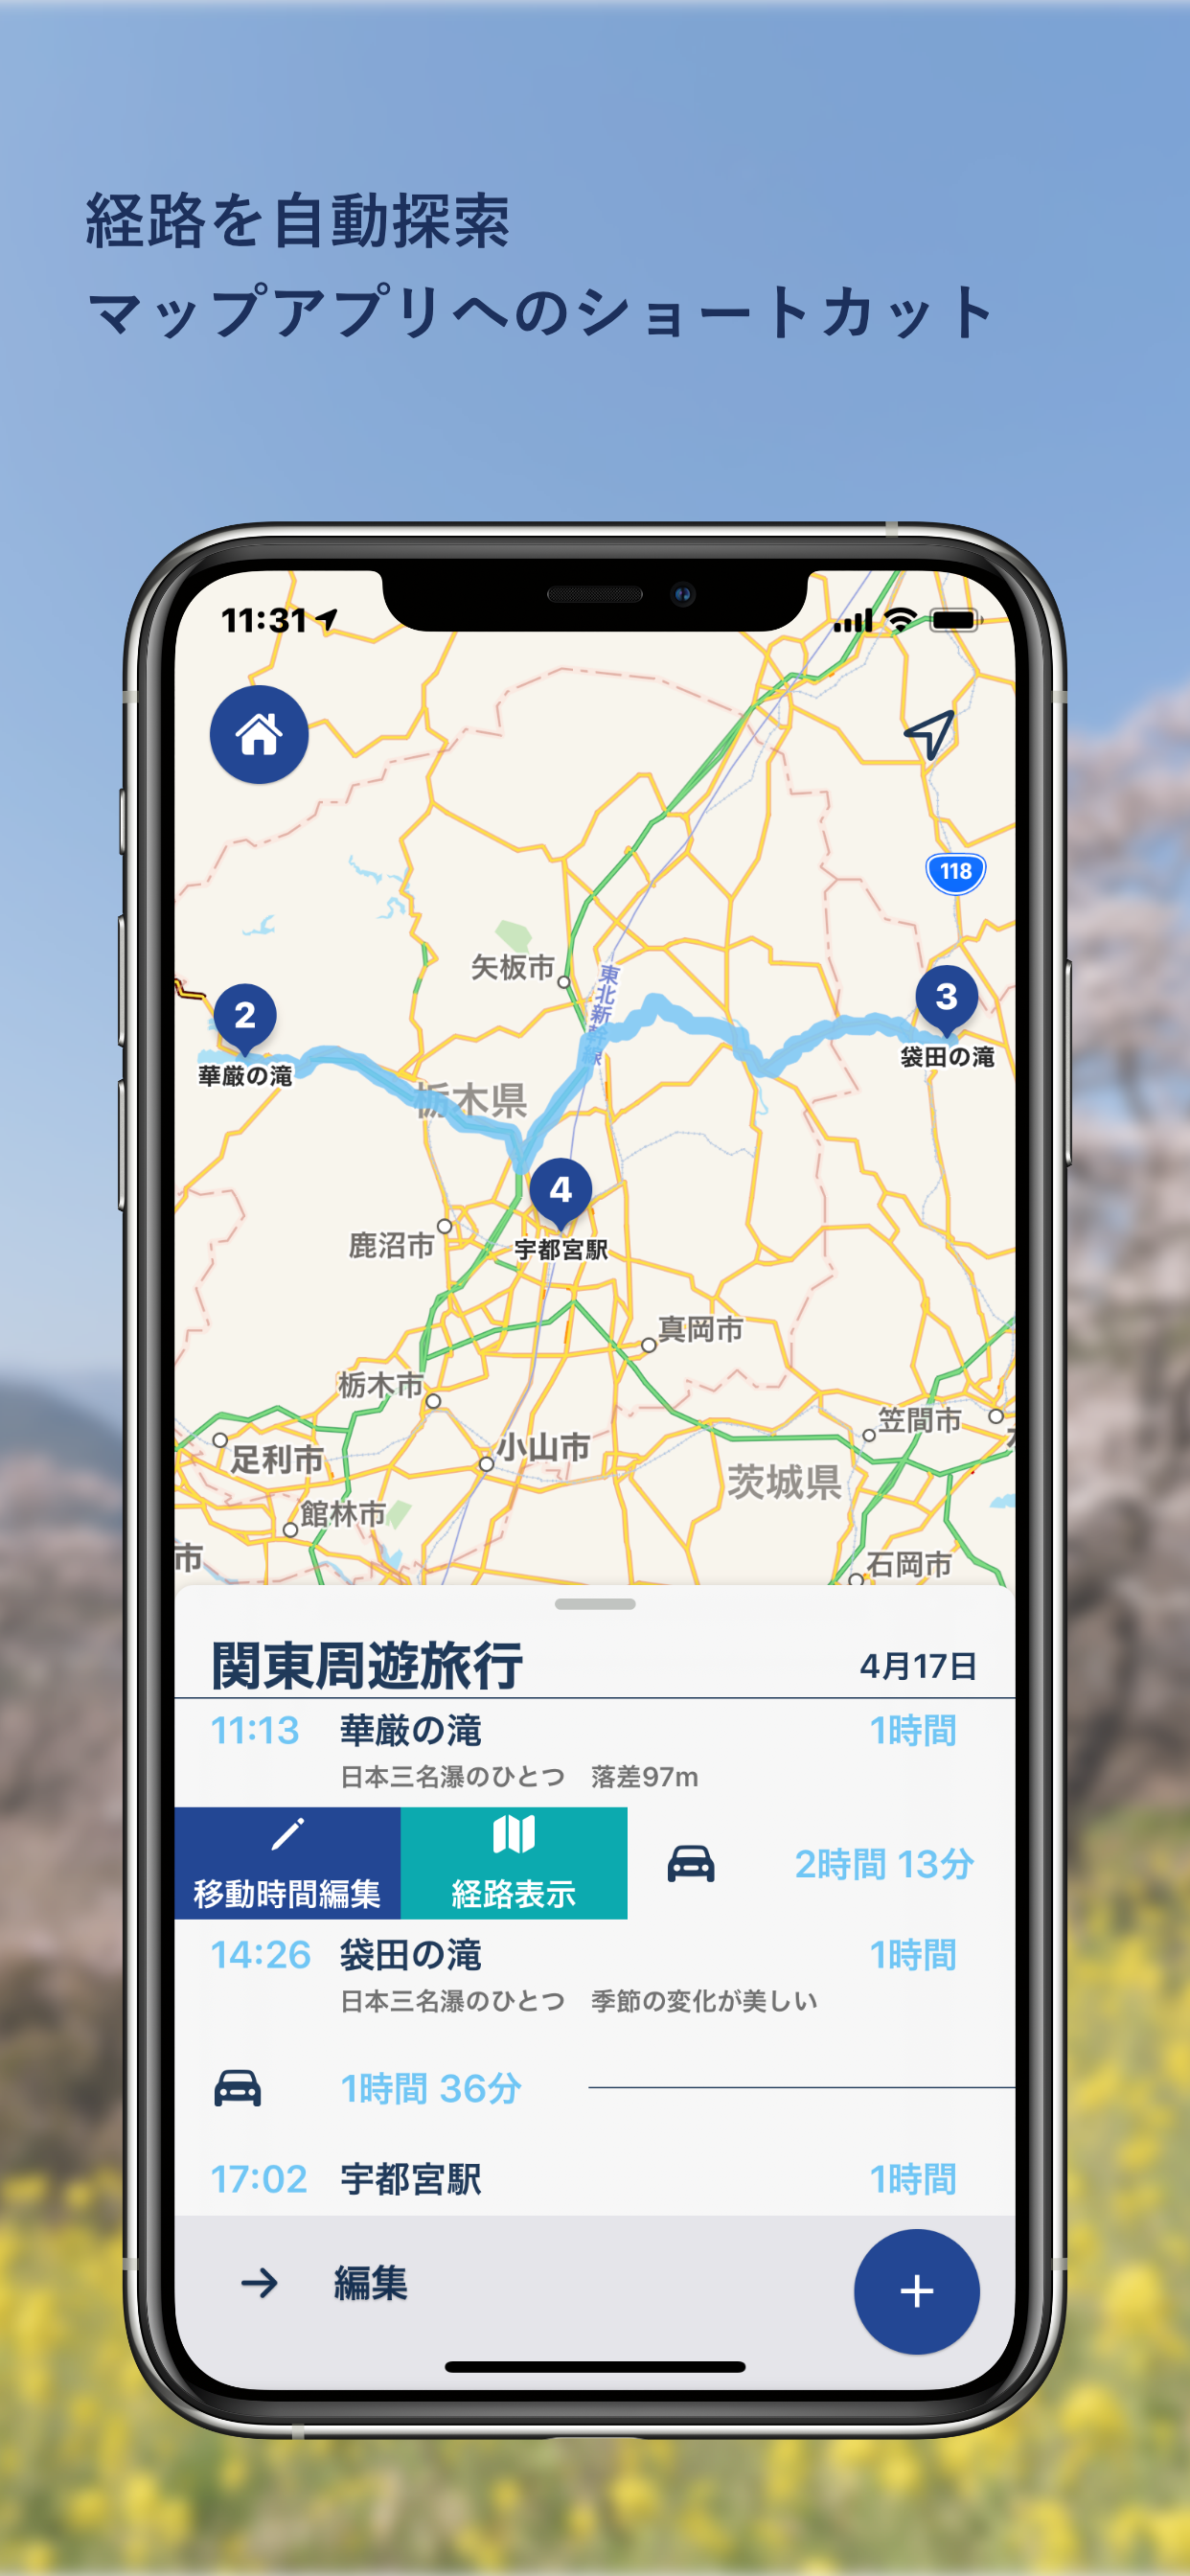 経路を自動探索
マップアプリへのショートカット
11:31
118
矢板市
東北新幹線
2
華厳の滝
3
袋田の滝
栃木県
4
宇都宮駅
鹿沼市
真岡市
栃木市
笠間市
足利市
小山市
茨城県
館林市
市
石岡市
関東周遊旅行 4月17日
11:13 華厳の滝 1時間
日本三名瀑のひとつ　落差97m
移動時間編集 経路表示 2時間 13分
14:26 袋田の滝 1時間
日本三名瀑のひとつ　季節の変化が美しい
1時間 36分
17:02 宇都宮駅 1時間
編集